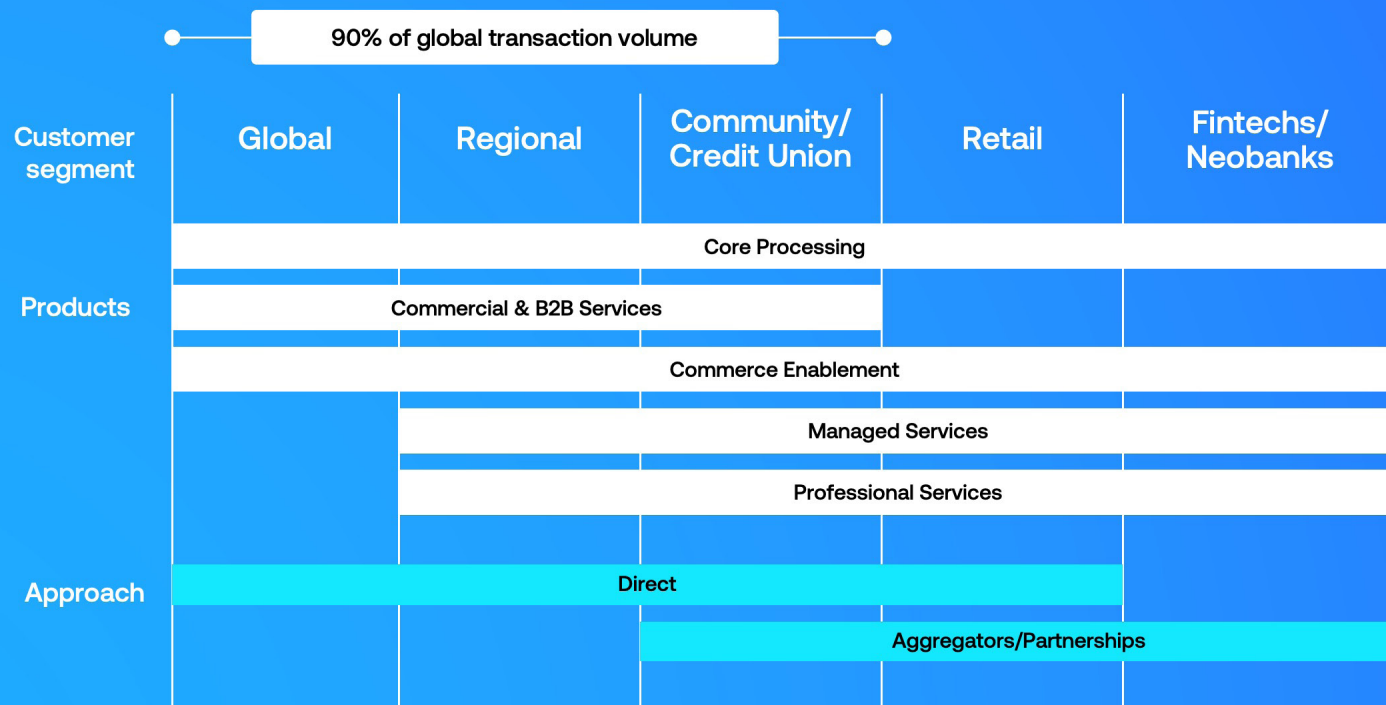 90% of global transaction volume
Customer
segment
Global
Regional
Community/
Credit Union
Retail
Fintechs/
Neobanks
Core Processing
Products
Commercial & B2B Services
Commerce Enablement
Managed Services
Professional Services
Approach
Direct
Aggregators/Partnerships